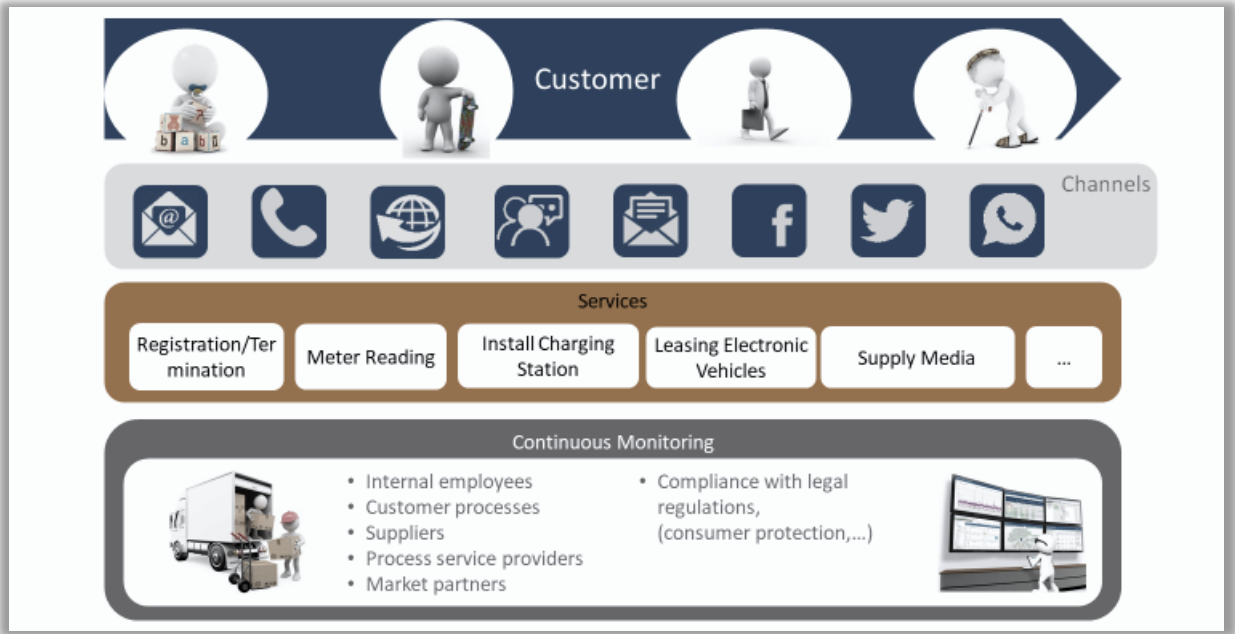 Customer
b a b
Channels
@
f
Services
Registration/Ter
mination
Meter Reading
Install Charging
Station
Leasing Electronic
Vehicles
Supply Media
...
Continuous Monitoring
• Internal employees
• Customer processes
• Suppliers
• Process service providers
• Market partners
• Compliance with legal
regulations,
(consumer protection,...)